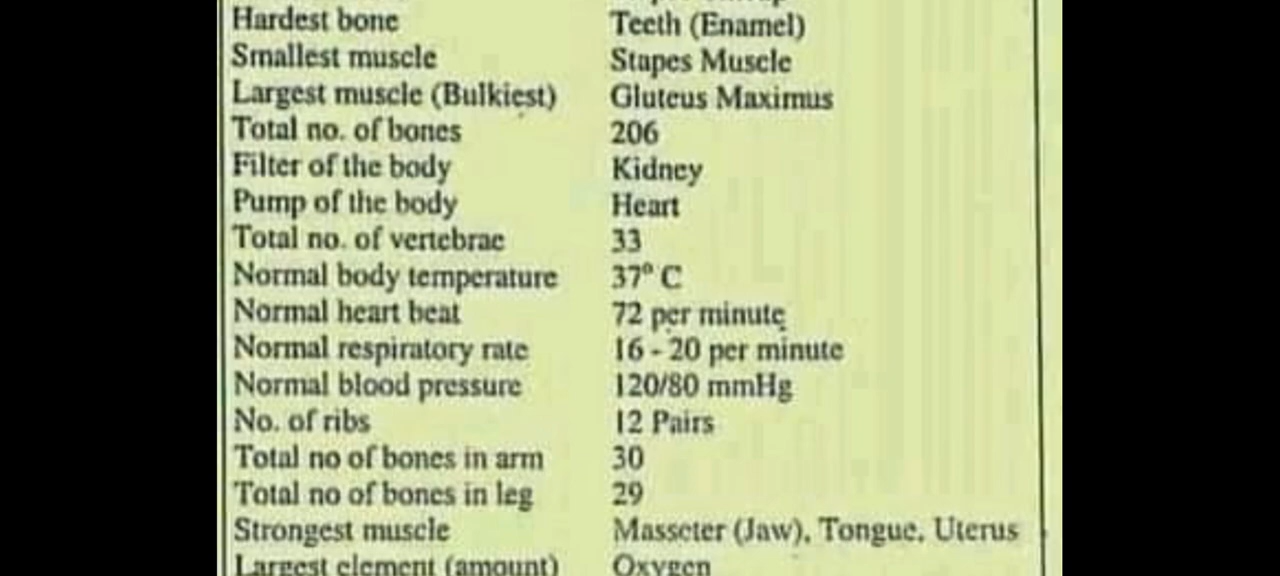 Hardest bone Teeth (Enamel)
Smallest muscle Stapes Muscle
Largest muscle (Bulkiest) Gluteus Maximus
Total no. of bones 206
Filter of the body Kidney
Pump of the body Heart
Total no. of vertebrae 33
Normal body temperature 37° C
Normal heart beat 72 per minute
Normal respiratory rate 16 - 20 per minute
Normal blood pressure 120/80 mmHg
No. of ribs 12 Pairs
Total no of bones in arm 30
Total no of bones in leg 29
Strongest muscle Masseter (Jaw), Tongue, Uterus
Largest element (amount) Oxygen